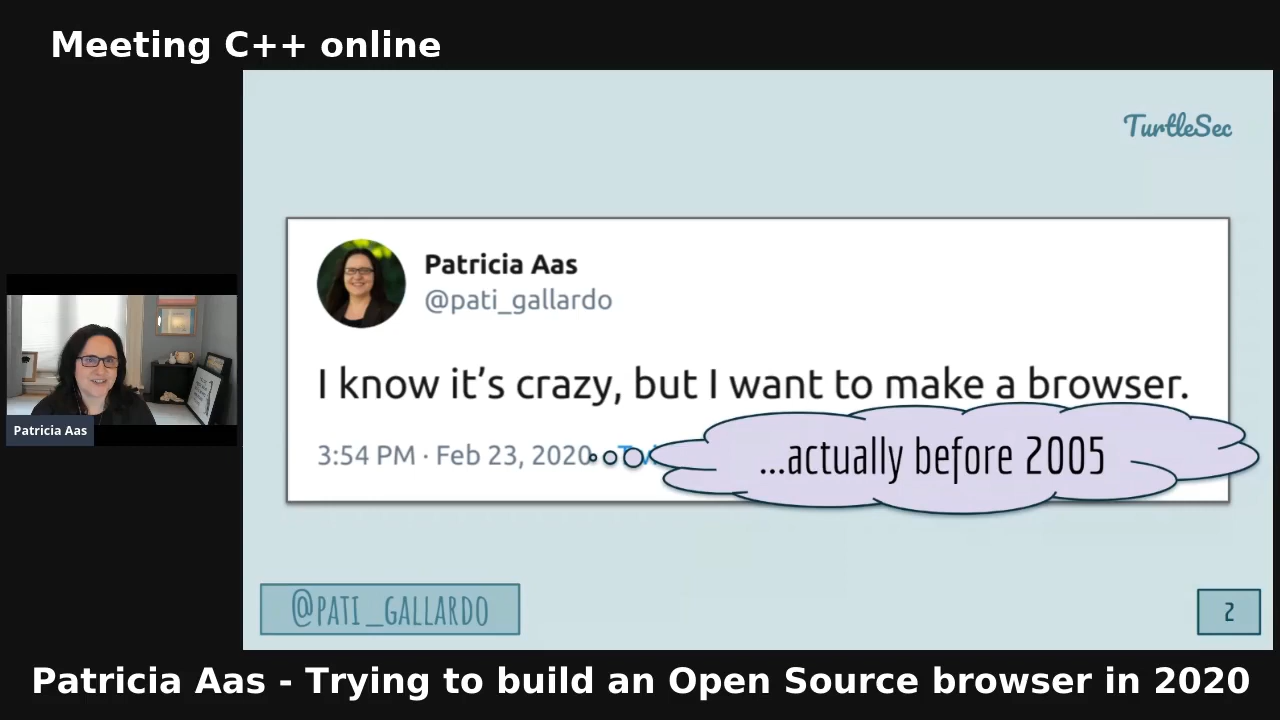 Meeting C++ online
TurtleSec
Patricia Aas
@pati_gallardo
I know it's crazy, but I want to make a browser.
3:54 PM · Feb 23, 2020
...actually before 2005
Patricia Aas
@PATI_GALLARDO
2
Patricia Aas - Trying to build an Open Source browser in 2020